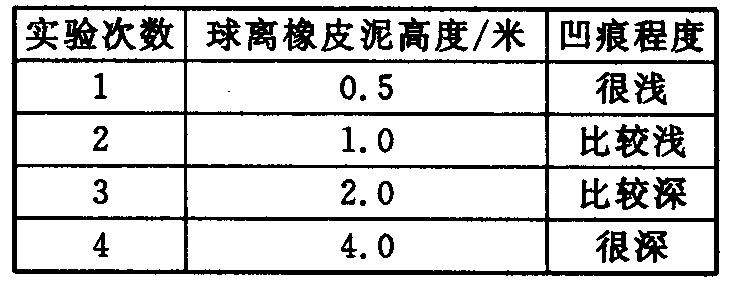 实验次数 球离橡皮泥高度/米 凹痕程度
1 0.5 很浅
2 1.0 比较浅
3 2.0 比较深
4 4.0 很深